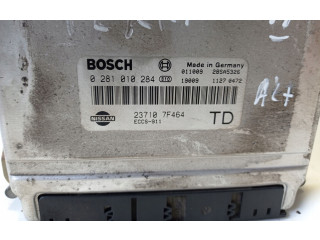 BOSCH
Made in Germany
0 281 010 284
011009 28SA5326
19009 1127 0472
NISSAN
23710 7F464
ECCS-911
TD